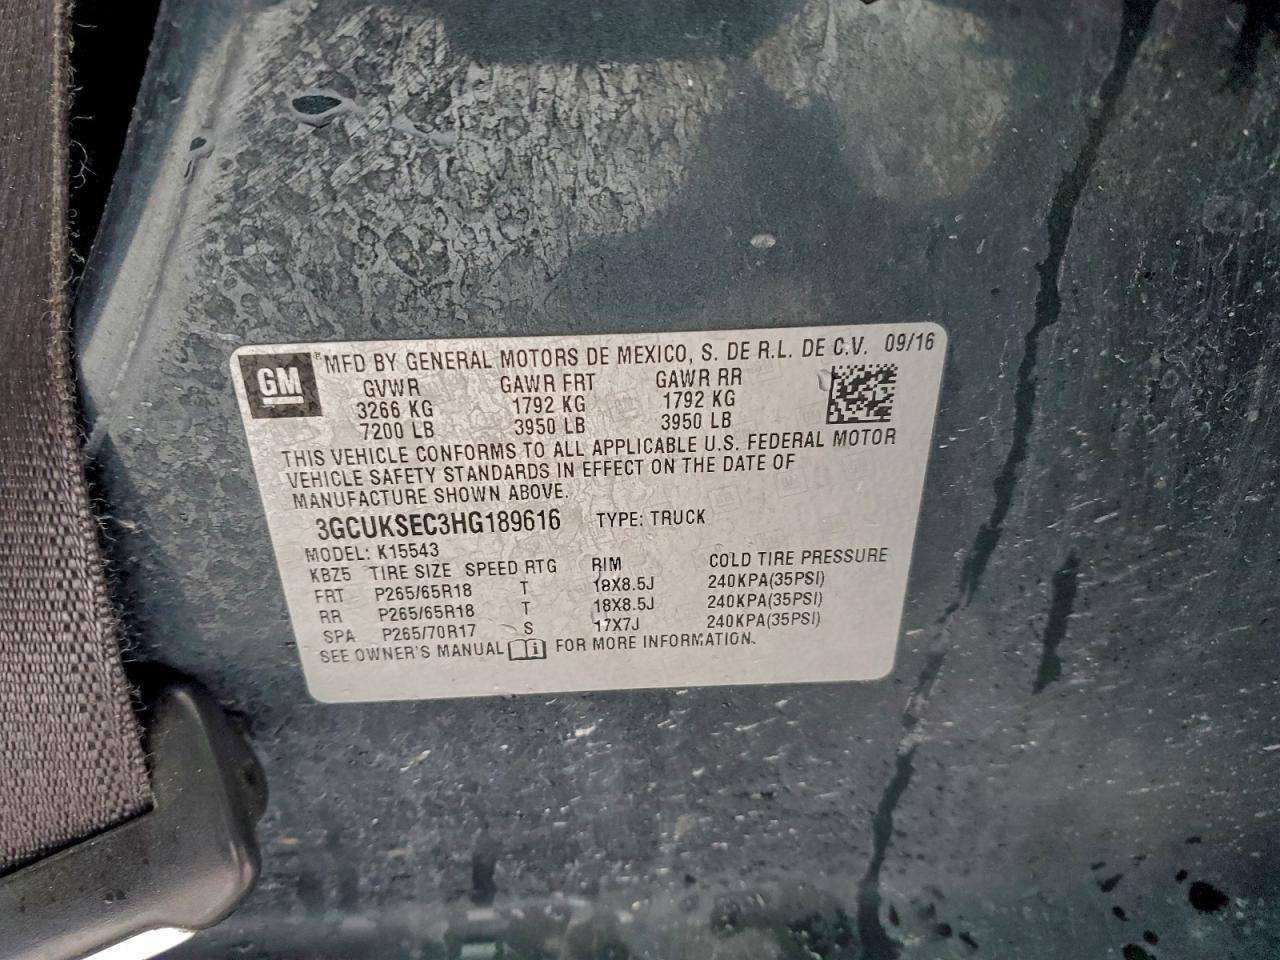 GM
® MFD BY GENERAL MOTORS DE MEXICO, S. DE R.L. DE C.V. 09/16
GVWR GAWR FRT GAWR RR
3266 KG 1792 KG 1792 KG
7200 LB 3950 LB 3950 LB
THIS VEHICLE CONFORMS TO ALL APPLICABLE U.S. FEDERAL MOTOR
VEHICLE SAFETY STANDARDS IN EFFECT ON THE DATE OF
MANUFACTURE SHOWN ABOVE.
3GCUKSEC3HG189616 TYPE: TRUCK
MODEL: K15543
KBZ5 TIRE SIZE SPEED RTG RIM COLD TIRE PRESSURE
FRT P265/65R18 T 18X8.5J 240KPA(35PSI)
RR P265/65R18 T 18X8.5J 240KPA(35PSI)
SPA P265/70R17 S 17X7J 240KPA(35PSI)
SEE OWNER'S MANUAL FOR MORE INFORMATION.